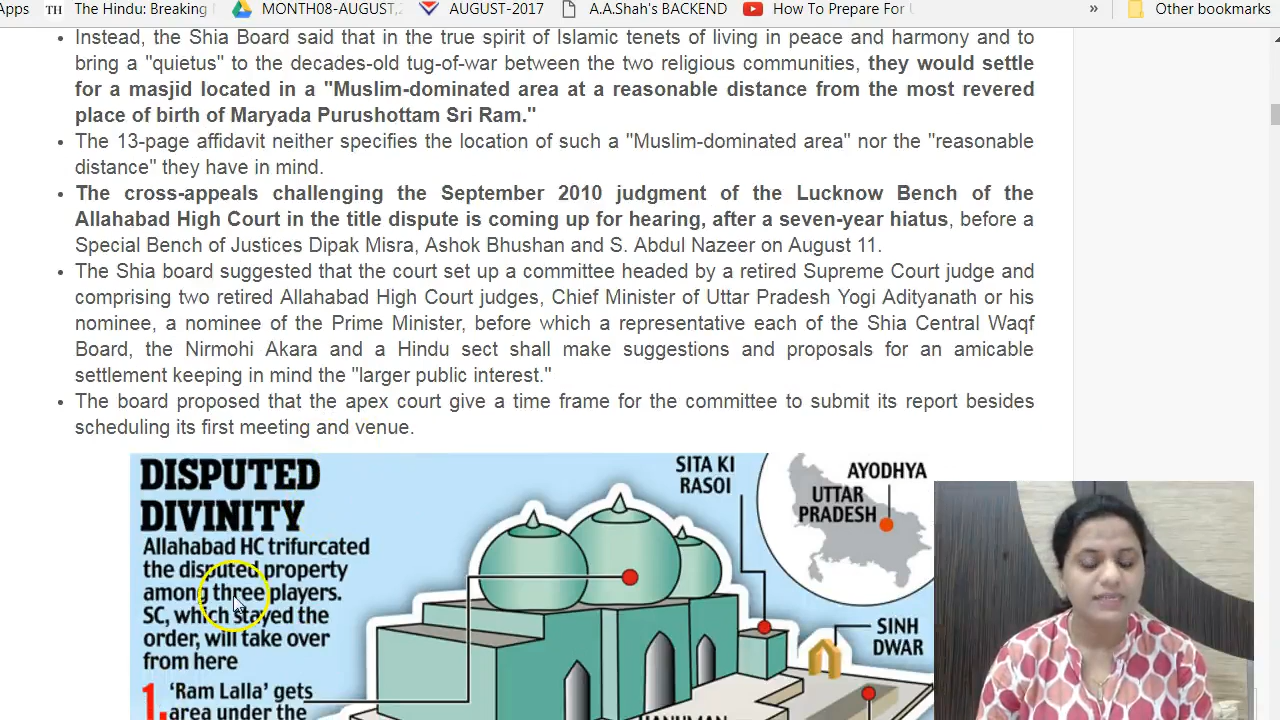 Apps
The Hindu: Breaking
MONTH08-AUGUST,
AUGUST-2017
A.A.Shah's BACKEND
How To Prepare For
»
Other bookmarks
Instead, the Shia Board said that in the true spirit of Islamic tenets of living in peace and harmony and to
bring a "quietus" to the decades-old tug-of-war between the two religious communities, they would settle
for a masjid located in a "Muslim-dominated area at a reasonable distance from the most revered
place of birth of Maryada Purushottam Sri Ram."
The 13-page affidavit neither specifies the location of such a "Muslim-dominated area" nor the "reasonable
distance" they have in mind.
The cross-appeals challenging the September 2010 judgment of the Lucknow Bench of the
Allahabad High Court in the title dispute is coming up for hearing, after a seven-year hiatus, before a
Special Bench of Justices Dipak Misra, Ashok Bhushan and S. Abdul Nazeer on August 11.
The Shia board suggested that the court set up a committee headed by a retired Supreme Court judge and
comprising two retired Allahabad High Court judges, Chief Minister of Uttar Pradesh Yogi Adityanath or his
nominee, a nominee of the Prime Minister, before which a representative each of the Shia Central Waqf
Board, the Nirmohi Akara and a Hindu sect shall make suggestions and proposals for an amicable
settlement keeping in mind the "larger public interest."
The board proposed that the apex court give a time frame for the committee to submit its report besides
scheduling its first meeting and venue.
DISPUTED
DIVINITY
Allahabad HC trifurcated
the disputed property
among three players.
SC, which stayed the
order, will take over
from here
1. 'Ram Lalla' gets
area under the
SITA KI
RASOI
AYODHYA
UTTAR
PRADESH
SINH
DWAR
HANUMAN